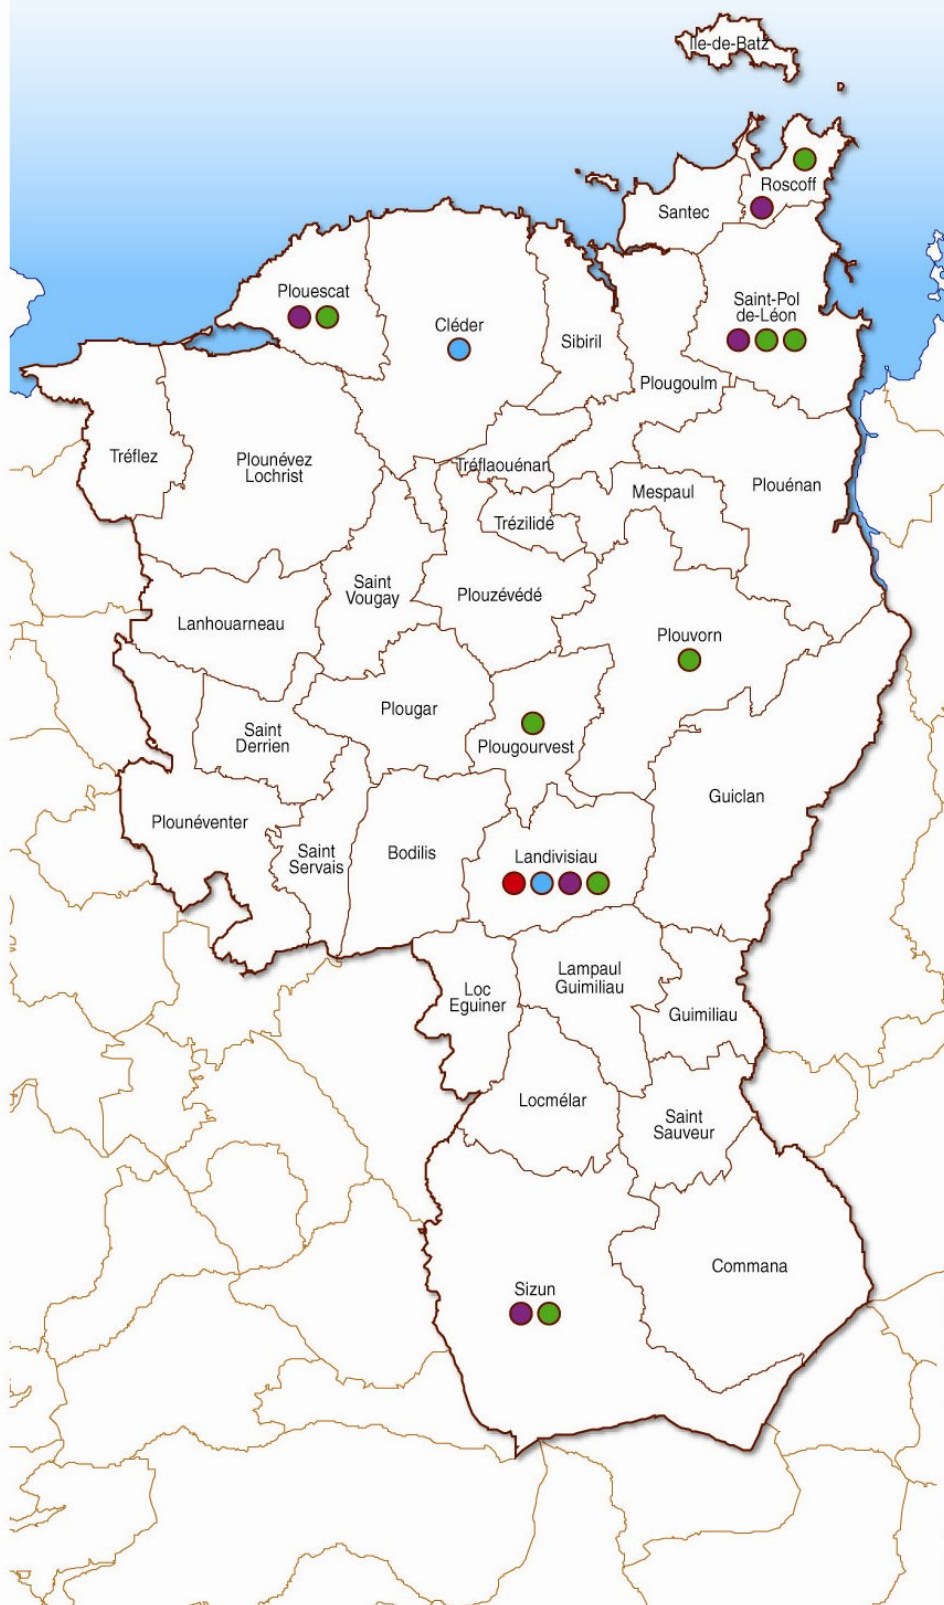 Ile-de-Batz
Roscoff
Santec
Plouescat
Saint-Pol
de-Léon
Cléder
Sibiril
Plougoulm
Tréflez
Plounévez
Lochrist
Tréflaouénan
Mespaul
Plouénan
Trézilidé
Saint
Vougay
Plouzévédé
Lanhouarneau
Plouvorn
Plougar
Saint
Derrien
Plougourvest
Guiclan
Plounéventer
Saint
Servais
Bodilis
Landivisiau
Loc
Eguiner
Lampaul
Guimiliau
Guimiliau
Locmélar
Saint
Sauveur
Commana
Sizun